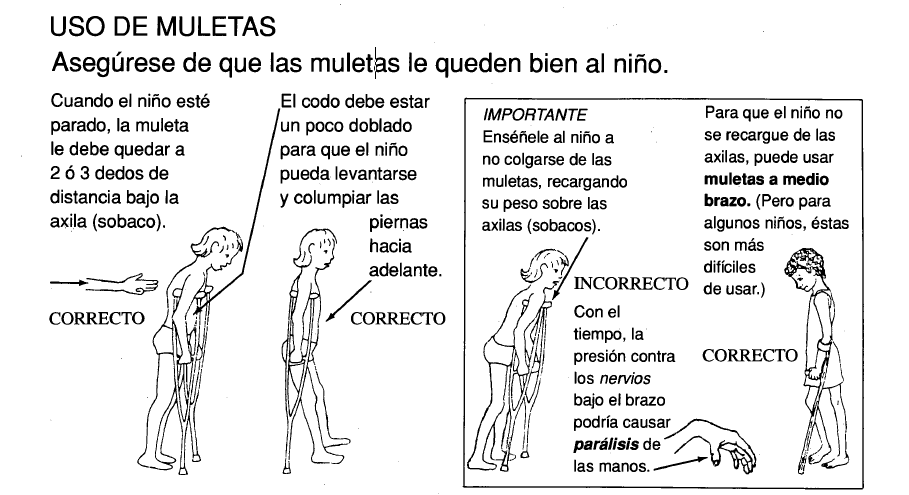 USO DE MULETAS
Asegúrese de que las muletas le queden bien al niño.
Cuando el niño esté
parado, la muleta
le debe quedar a
2 ó 3 dedos de
distancia bajo la
axila (sobaco).
CORRECTO
El codo debe estar
un poco doblado
para que el niño
pueda levantarse
y columpiar las
piernas
hacia
adelante.
CORRECTO
IMPORTANTE
Enséñele al niño a
no colgarse de las
muletas, recargando
su peso sobre las
axilas (sobacos).
INCORRECTO
Con el
tiempo, la
presión contra
los nervios
bajo el brazo
podría causar
parálisis de
las manos.
Para que el niño no
se recargue de las
axilas, puede usar
muletas a medio
brazo. (Pero para
algunos niños, éstas
son más
difíciles
de usar.)
CORRECTO